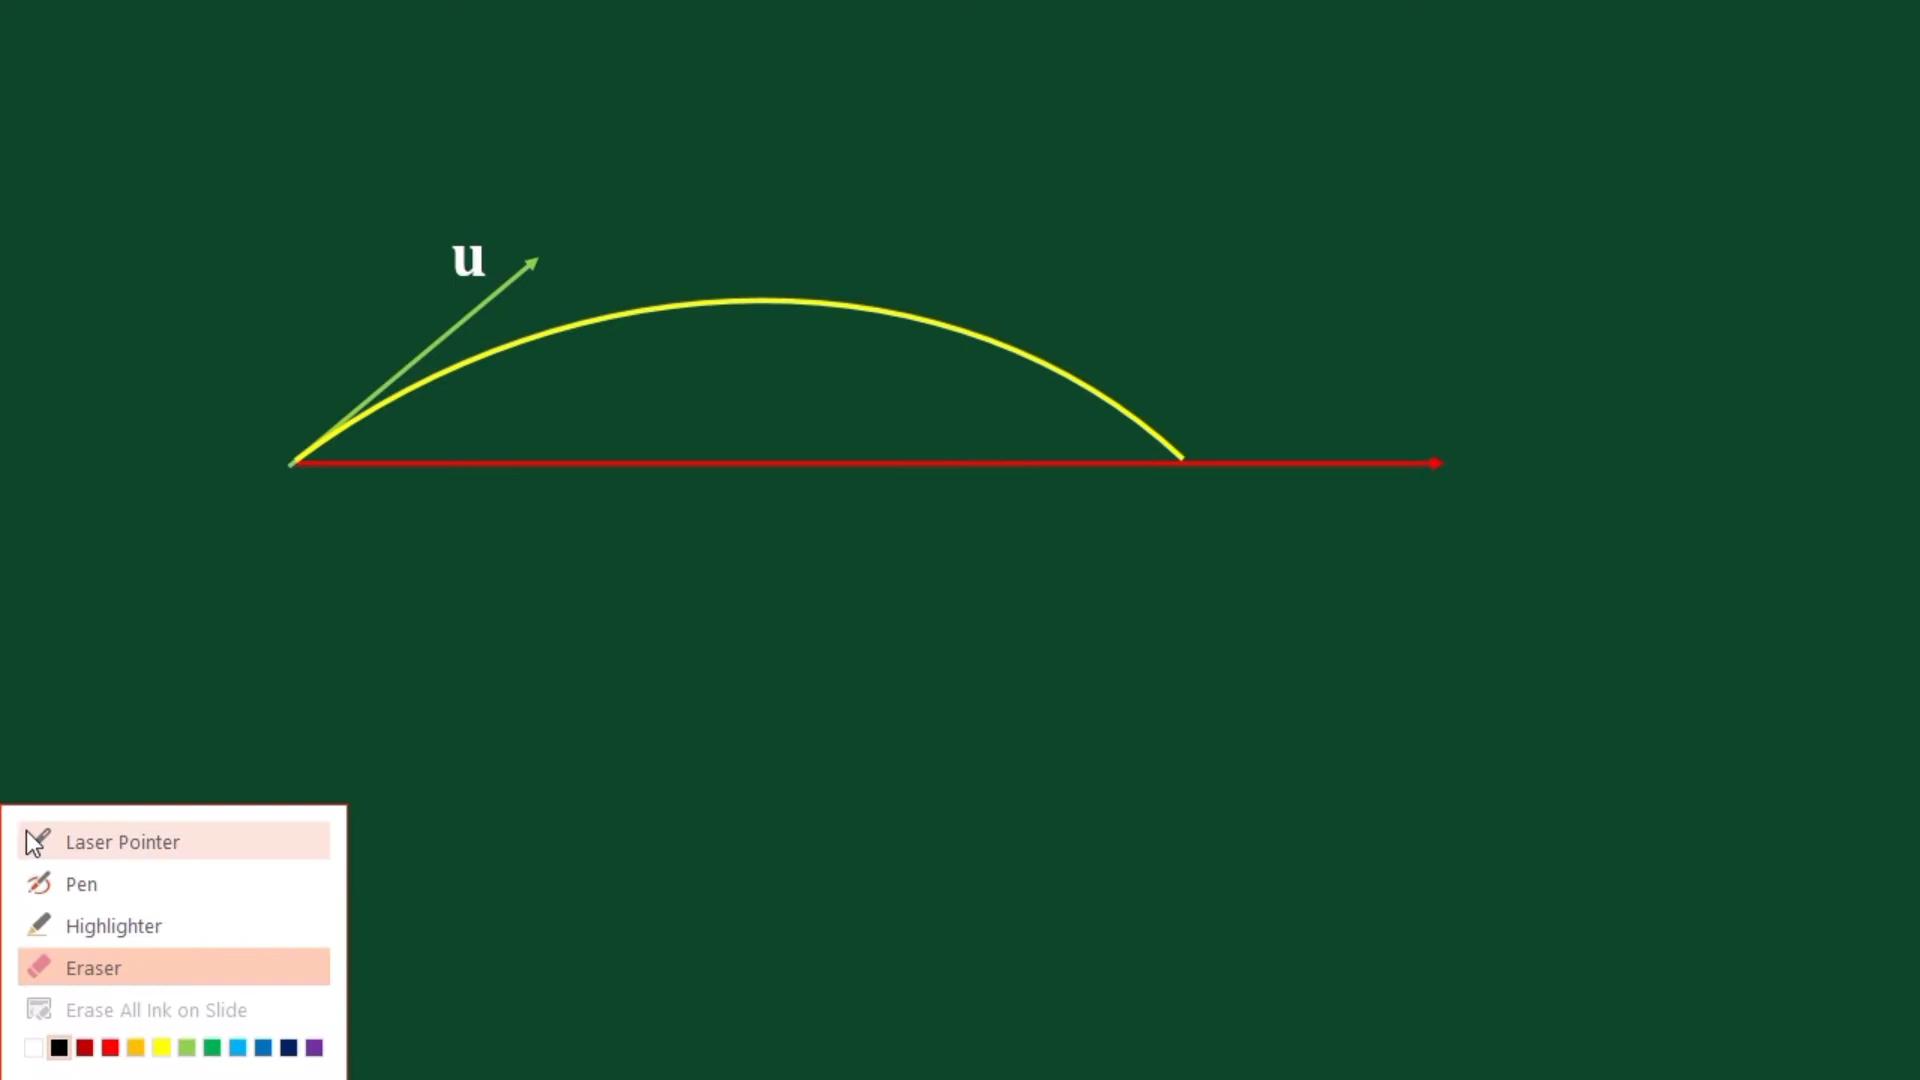 u
Laser Pointer
Pen
Highlighter
Eraser
Erase All Ink on Slide